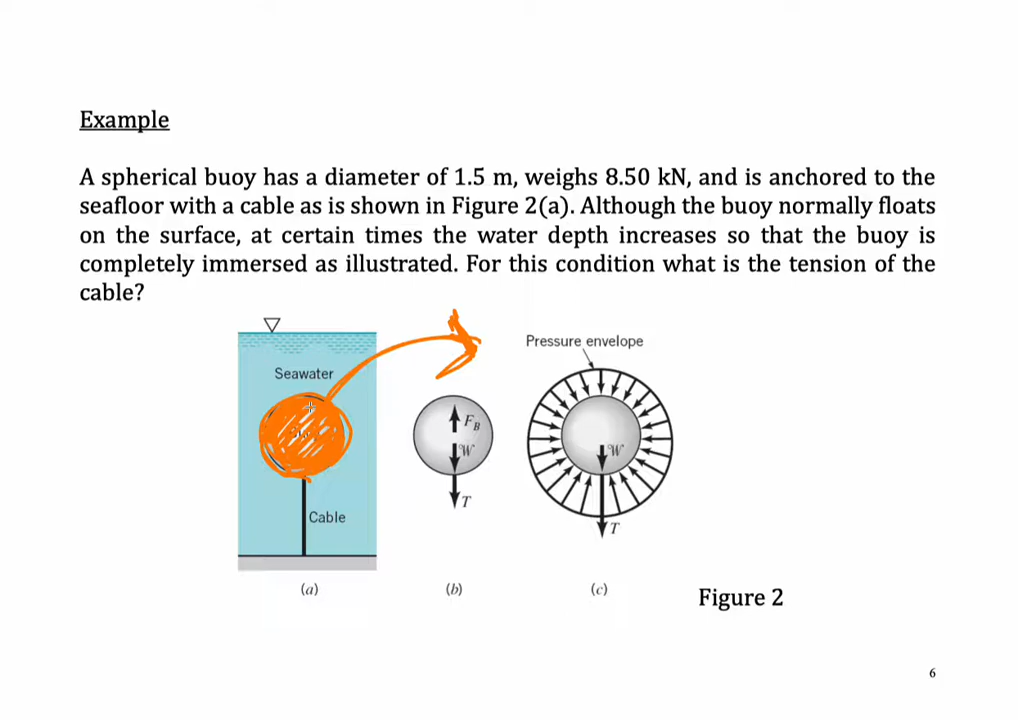 Example
A spherical buoy has a diameter of 1.5 m, weighs 8.50 kN, and is anchored to the
seafloor with a cable as is shown in Figure 2(a). Although the buoy normally floats
on the surface, at certain times the water depth increases so that the buoy is
completely immersed as illustrated. For this condition what is the tension of the
cable?
Pressure envelope
Seawater
F_B
𝒲
𝒲
T
Cable
T
(a)
(b)
(c)
Figure 2
6